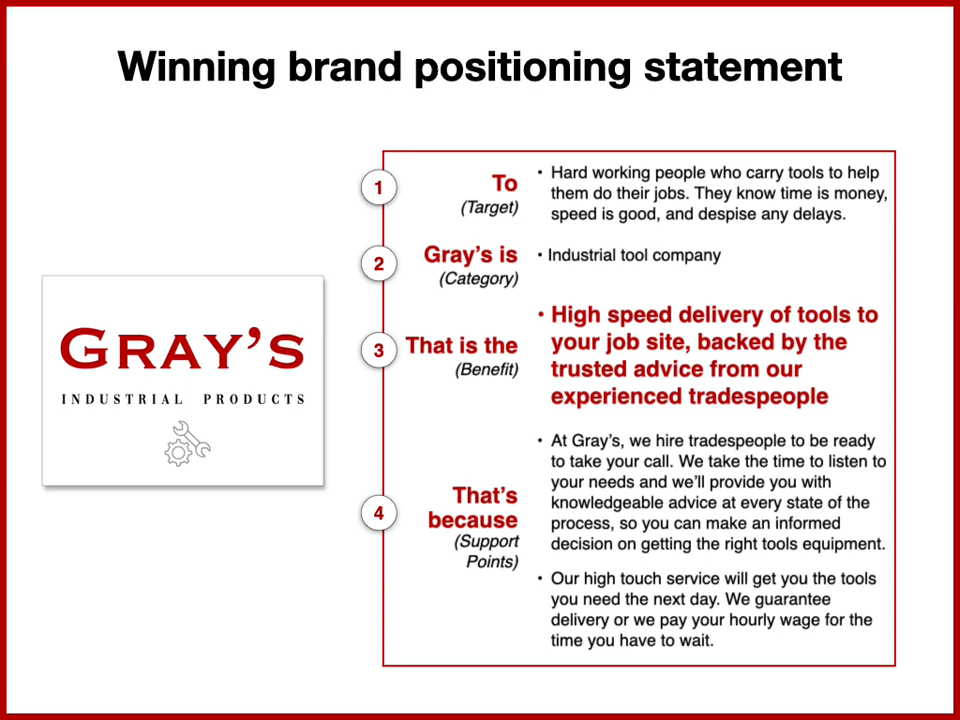 Winning brand positioning statement
GRAY'S
INDUSTRIAL PRODUCTS
1
To
(Target)
• Hard working people who carry tools to help
them do their jobs. They know time is money,
speed is good, and despise any delays.
2
Gray's is
(Category)
• Industrial tool company
3
That is the
(Benefit)
• High speed delivery of tools to
your job site, backed by the
trusted advice from our
experienced tradespeople
4
That's
because
(Support
Points)
• At Gray's, we hire tradespeople to be ready
to take your call. We take the time to listen to
your needs and we'll provide you with
knowledgeable advice at every state of the
process, so you can make an informed
decision on getting the right tools equipment.
• Our high touch service will get you the tools
you need the next day. We guarantee
delivery or we pay your hourly wage for the
time you have to wait.